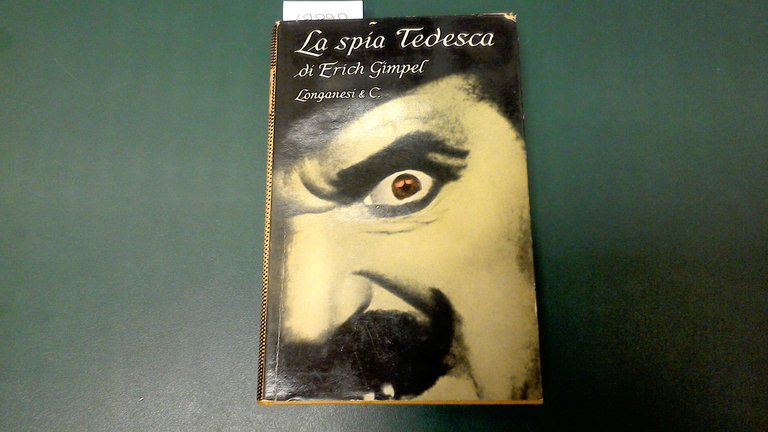 La spia Tedesca
di Erich Gimpel
Longanesi & C.